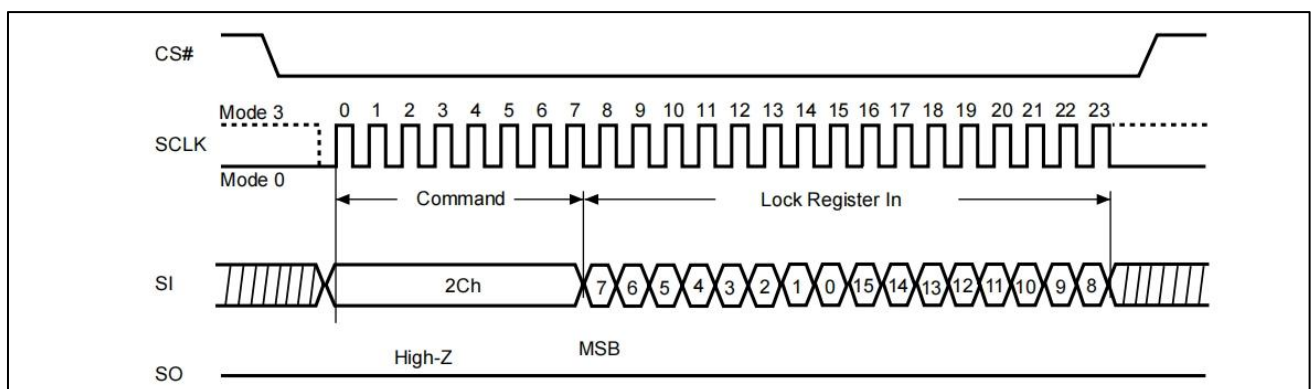 CS#
Mode 3 0 1 2 3 4 5 6 7 8 9 10 11 12 13 14 15 16 17 18 19 20 21 22 23
SCLK
Mode 0
Command Lock Register In
SI 2Ch 7 6 5 4 3 2 1 0 15 14 13 12 11 10 9 8
High-Z MSB
SO